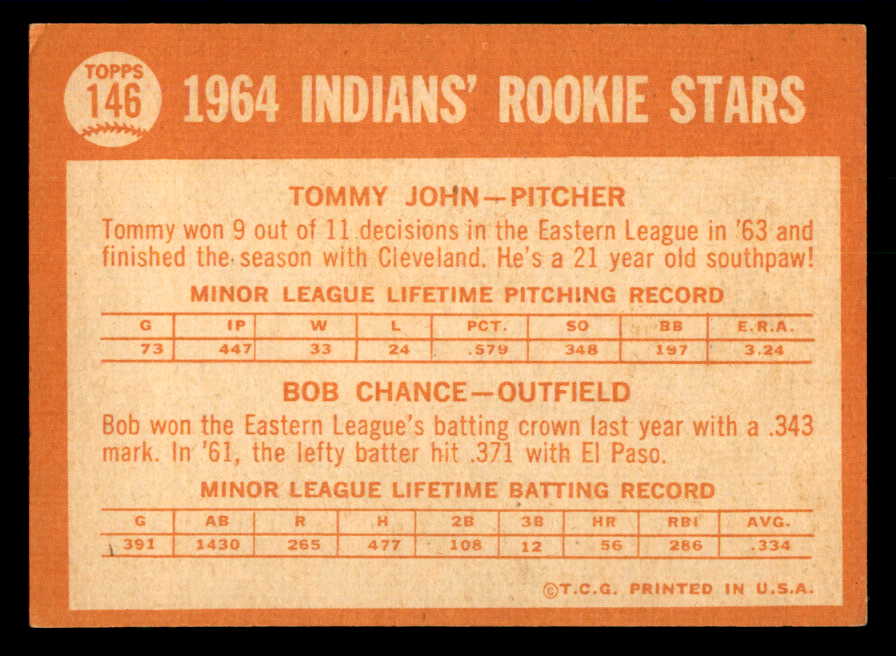 TOPPS
146
1964 INDIANS' ROOKIE STARS
TOMMY JOHN—PITCHER
Tommy won 9 out of 11 decisions in the Eastern League in '63 and
finished the season with Cleveland. He's a 21 year old southpaw!
MINOR LEAGUE LIFETIME PITCHING RECORD
G IP W L PCT. SO BB E.R.A.
73 447 33 24 .579 348 197 3.24
BOB CHANCE—OUTFIELD
Bob won the Eastern League's batting crown last year with a .343
mark. In '61, the lefty batter hit .371 with El Paso.
MINOR LEAGUE LIFETIME BATTING RECORD
G AB R H 2B 3B HR RBI AVG.
391 1430 265 477 108 12 56 286 .334
©T.C.G. PRINTED IN U.S.A.